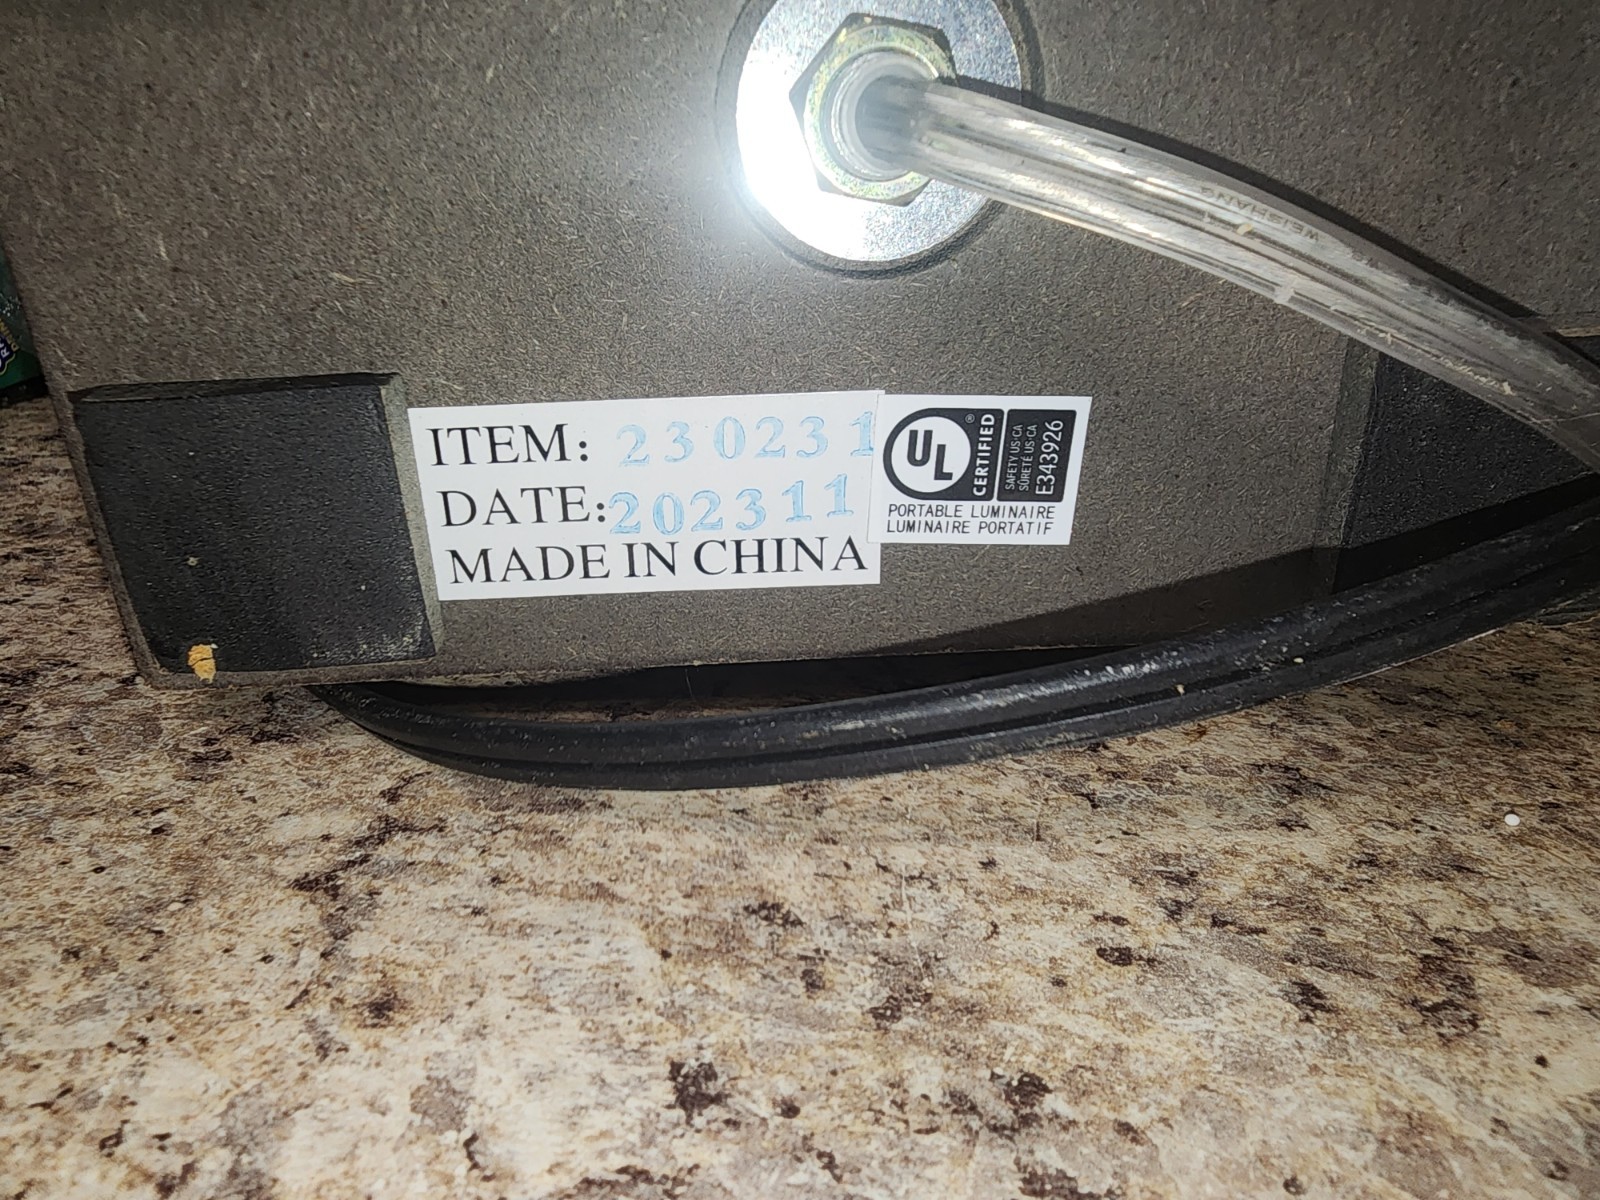 ITEM: 230231
DATE: 202311
MADE IN CHINA
UL ®
CERTIFIED
SAFETY US·CA
SÛRETÉ US·CA
E343926
PORTABLE LUMINAIRE
LUMINAIRE PORTATIF
WEISHANG